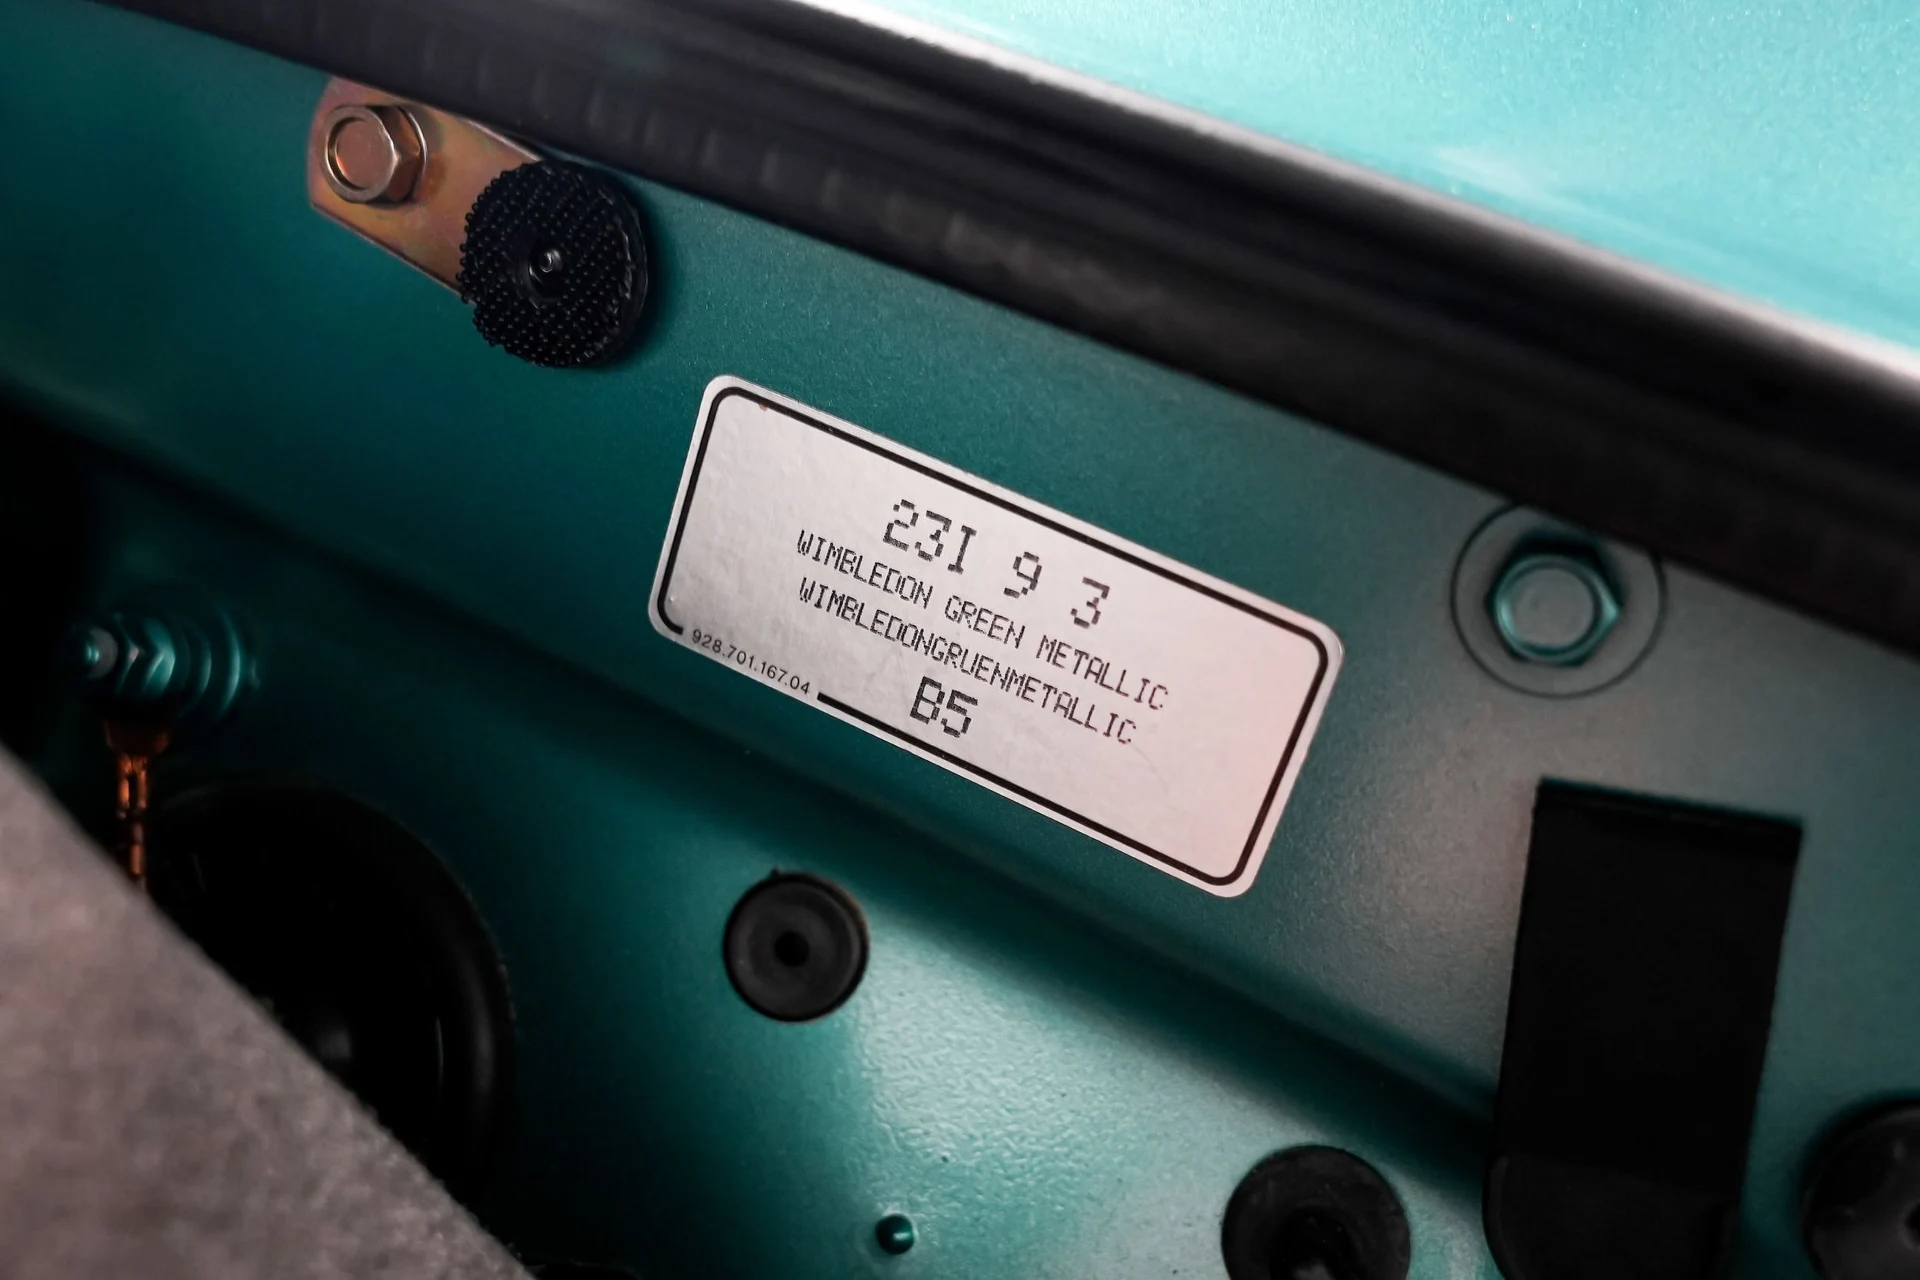 23I 9 3
WIMBLEDON GREEN METALLIC
WIMBLEDONGRUENMETALLIC
B5
928.701.167.04